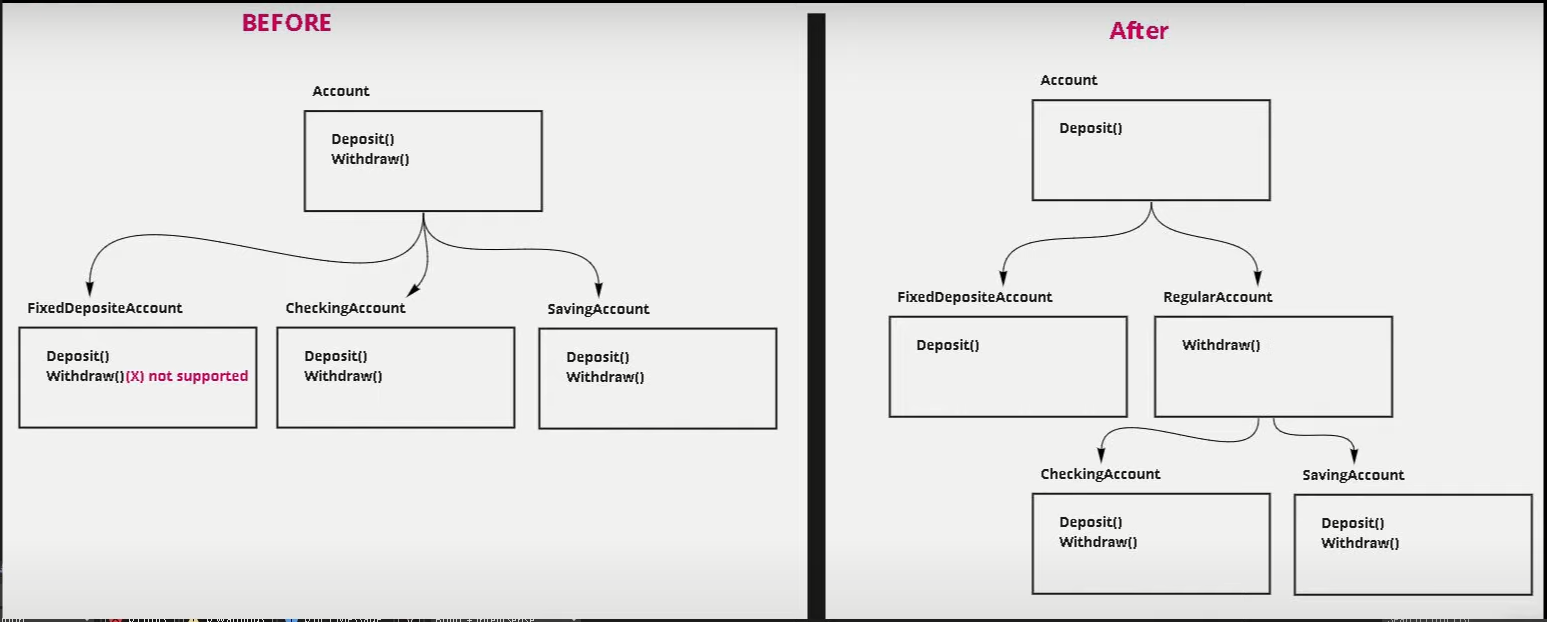 BEFORE
Account
Deposit()
Withdraw()
FixedDepositeAccount
Deposit()
Withdraw()(X) not supported
CheckingAccount
Deposit()
Withdraw()
SavingAccount
Deposit()
Withdraw()
After
Account
Deposit()
FixedDepositeAccount
Deposit()
RegularAccount
Withdraw()
CheckingAccount
Deposit()
Withdraw()
SavingAccount
Deposit()
Withdraw()